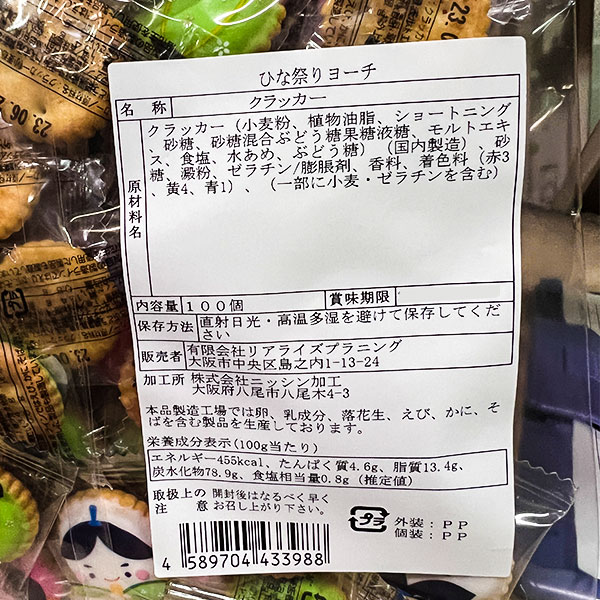 ひな祭りヨーチ
名 称 クラッカー
原材料名
クラッカー（小麦粉、植物油脂、ショートニング
、砂糖、砂糖混合ぶどう糖果糖液糖、モルトエキ
ス、食塩、水あめ、ぶどう糖）（国内製造）、砂
糖、澱粉、ゼラチン/膨脹剤、香料、着色料（赤3
、黄4、青1）、（一部に小麦・ゼラチンを含む）
内容量 100個 賞味期限
保存方法 直射日光・高温多湿を避けて保存してくだ
さい
販売者 有限会社リアライズプランニング
大阪市中央区島之内1-13-24
加工所 株式会社ニッシン加工
大阪府八尾市八尾木4-3
本品製造工場では卵、乳成分、落花生、えび、かに、そ
ばを含む製品を生産しております。
栄養成分表示(100g当たり)
エネルギー455kcal、たんぱく質4.6g、脂質13.4g、
炭水化物78.9g、食塩相当量0.8g（推定値）
取扱上の注意 開封後はなるべく早く
お召し上がり下さい。
プラ
外装：PP
個装：PP
4 589704 433988